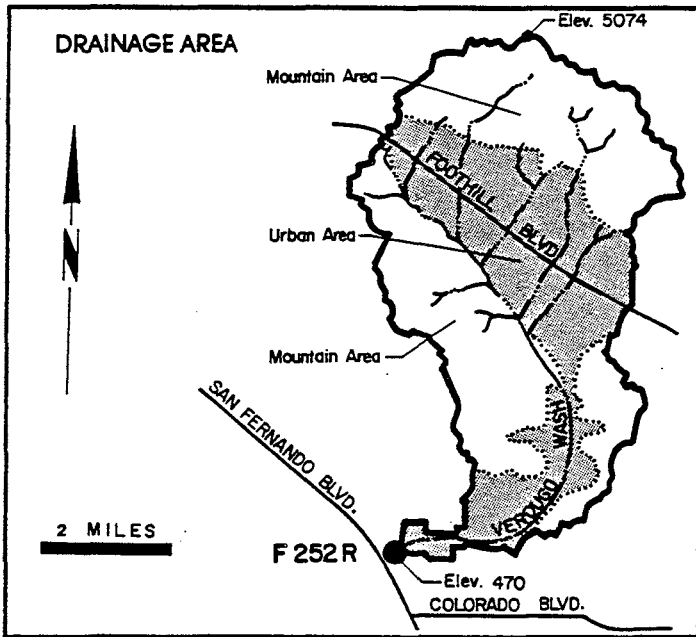 Elev. 5074
DRAINAGE AREA
Mountain Area
FOOTHILL BLVD.
N
Urban Area
Mountain Area
SAN FERNANDO BLVD.
VERDUGO WASH
2 MILES
F 252 R
Elev. 470
COLORADO BLVD.